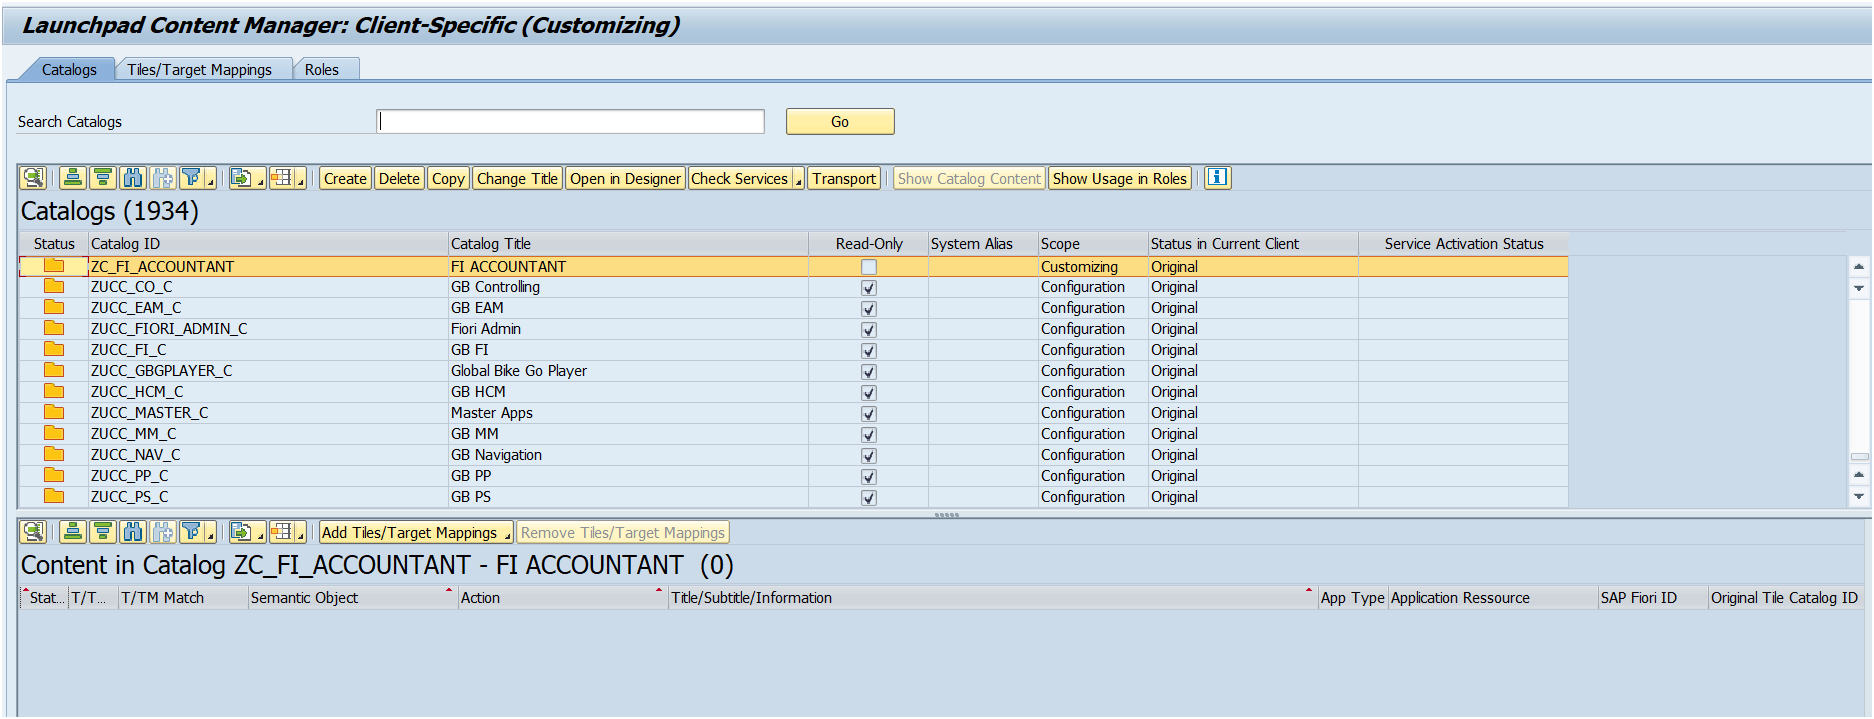 Launchpad Content Manager: Client-Specific (Customizing)
Catalogs Tiles/Target Mappings Roles
Search Catalogs Go
Create Delete Copy Change Title Open in Designer Check Services Transport Show Catalog Content Show Usage in Roles
Catalogs (1934)
Status Catalog ID Catalog Title Read-Only System Alias Scope Status in Current Client Service Activation Status
ZC_FI_ACCOUNTANT FI ACCOUNTANT Customizing Original
ZUCC_CO_C GB Controlling Configuration Original
ZUCC_EAM_C GB EAM Configuration Original
ZUCC_FIORI_ADMIN_C Fiori Admin Configuration Original
ZUCC_FI_C GB FI Configuration Original
ZUCC_GBGPLAYER_C Global Bike Go Player Configuration Original
ZUCC_HCM_C GB HCM Configuration Original
ZUCC_MASTER_C Master Apps Configuration Original
ZUCC_MM_C GB MM Configuration Original
ZUCC_NAV_C GB Navigation Configuration Original
ZUCC_PP_C GB PP Configuration Original
ZUCC_PS_C GB PS Configuration Original
Add Tiles/Target Mappings Remove Tiles/Target Mappings
Content in Catalog ZC_FI_ACCOUNTANT - FI ACCOUNTANT (0)
Stat... T/T... T/TM Match Semantic Object Action Title/Subtitle/Information App Type Application Ressource SAP Fiori ID Original Tile Catalog ID